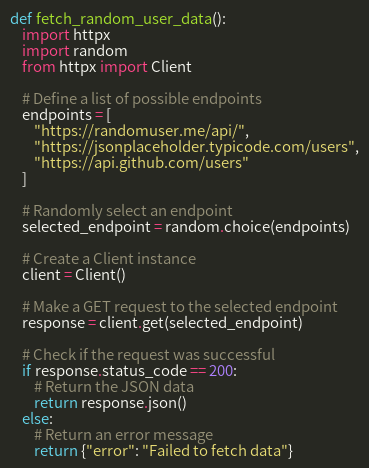 def fetch_random_user_data():
    import httpx
    import random
    from httpx import Client

    # Define a list of possible endpoints
    endpoints = [
        "https://randomuser.me/api/",
        "https://jsonplaceholder.typicode.com/users",
        "https://api.github.com/users"
    ]

    # Randomly select an endpoint
    selected_endpoint = random.choice(endpoints)

    # Create a Client instance
    client = Client()

    # Make a GET request to the selected endpoint
    response = client.get(selected_endpoint)

    # Check if the request was successful
    if response.status_code == 200:
        # Return the JSON data
        return response.json()
    else:
        # Return an error message
        return {"error": "Failed to fetch data"}